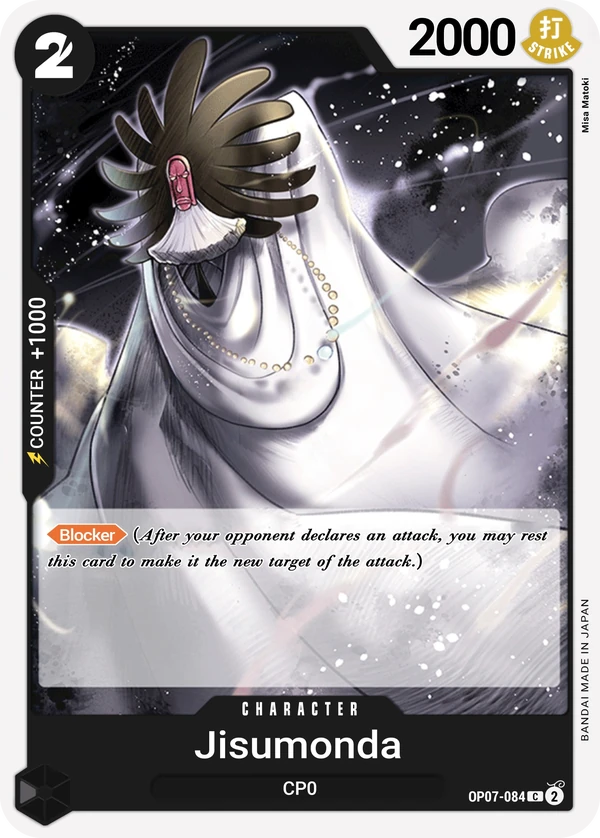 2
2000
打
STRIKE
Misa Matoki
COUNTER +1000
Blocker (After your opponent declares an attack, you may rest
this card to make it the new target of the attack.)
BANDAI MADE IN JAPAN
CHARACTER
Jisumonda
CP0
OP07-084 C 2